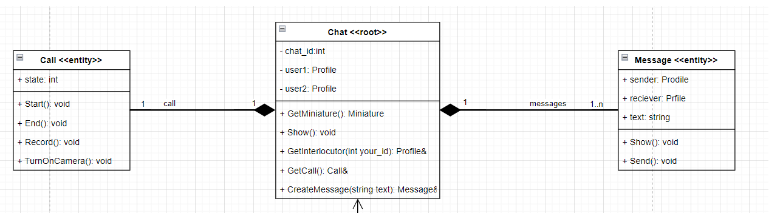 Call <<entity>>
+ state: int
+ Start(): void
+ End(): void
+ Record(): void
+ TurnOnCamera(): void
1
call
1
Chat <<root>>
- chat_id:int
- user1: Profile
- user2: Profile
+ GetMiniature(): Miniature
+ Show(): void
+ GetInterlocutor(int your_id): Profile&
+ GetCall(): Call&
+ CreateMessage(string text): Message&
1
messages
1..n
Message <<entity>>
+ sender: Prodile
+ reciever: Prfile
+ text: string
+ Show(): void
+ Send(): void